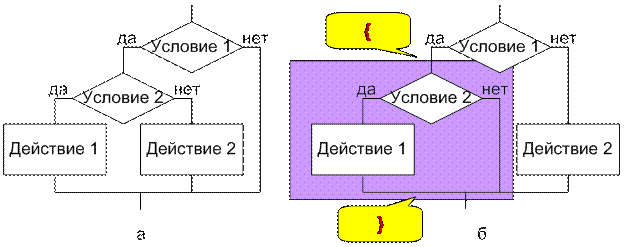 {
Условие 1
да
нет
Условие 2
да
нет
Действие 1
Действие 2
а
Условие 1
да
нет
Условие 2
да
нет
Действие 1
Действие 2
}
б